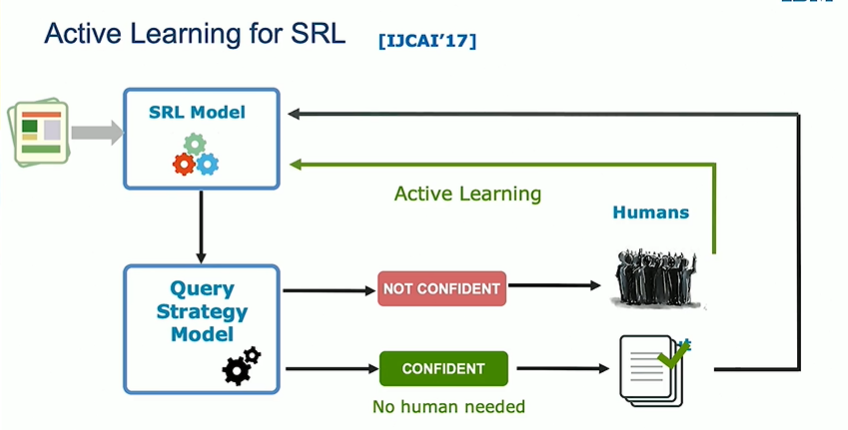 Active Learning for SRL [IJCAI'17]
SRL Model
Active Learning
Humans
Query
Strategy
Model
NOT CONFIDENT
CONFIDENT
No human needed